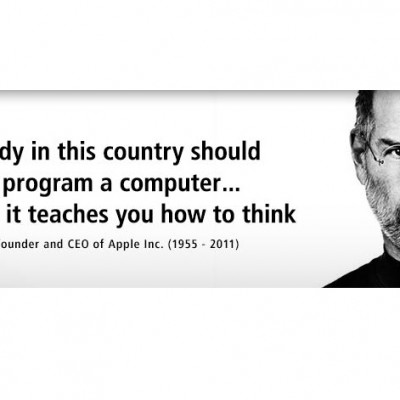 dy in this country should
program a computer...
it teaches you how to think
ounder and CEO of Apple Inc. (1955 - 2011)